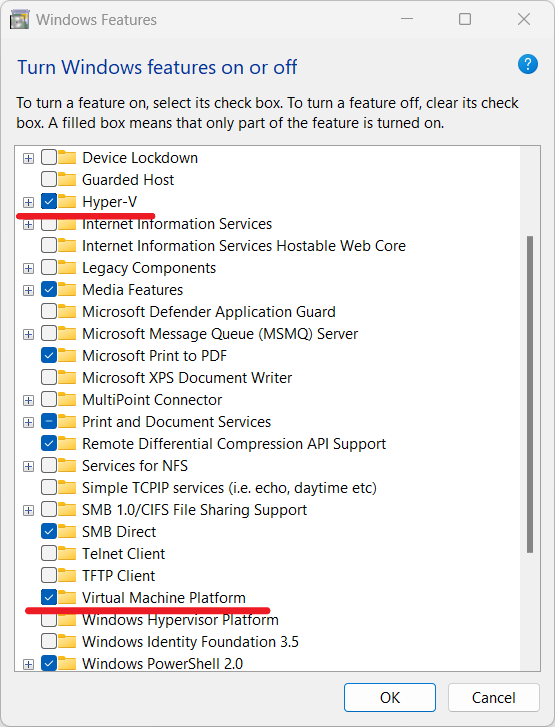 Windows Features
Turn Windows features on or off
?
To turn a feature on, select its check box. To turn a feature off, clear its check
box. A filled box means that only part of the feature is turned on.
Device Lockdown
Guarded Host
Hyper-V
Internet Information Services
Internet Information Services Hostable Web Core
Legacy Components
Media Features
Microsoft Defender Application Guard
Microsoft Message Queue (MSMQ) Server
Microsoft Print to PDF
Microsoft XPS Document Writer
MultiPoint Connector
Print and Document Services
Remote Differential Compression API Support
Services for NFS
Simple TCPIP services (i.e. echo, daytime etc)
SMB 1.0/CIFS File Sharing Support
SMB Direct
Telnet Client
TFTP Client
Virtual Machine Platform
Windows Hypervisor Platform
Windows Identity Foundation 3.5
Windows PowerShell 2.0
OK
Cancel